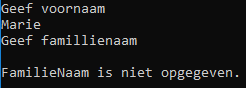 Geef voornaam
Marie
Geef famillienaam
FamilieNaam is niet opgegeven.